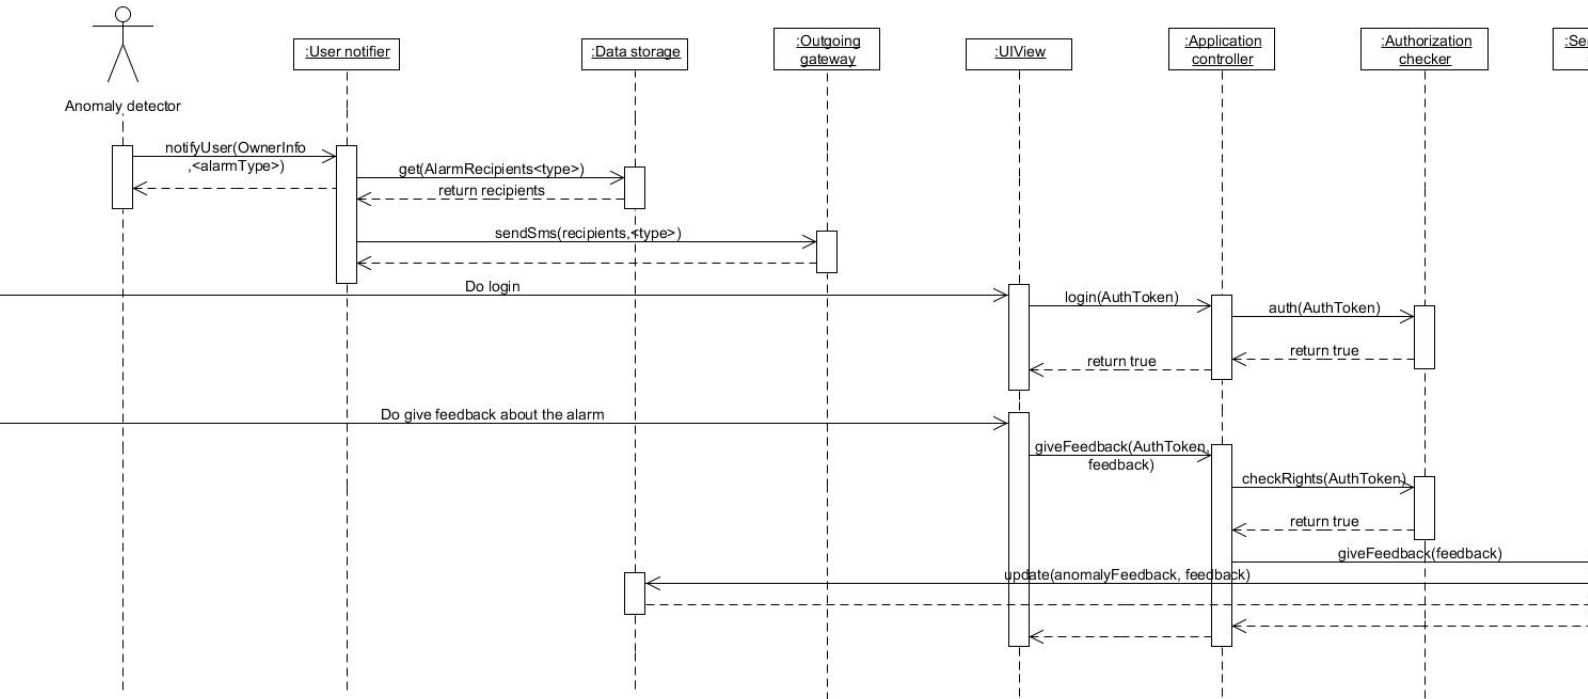 :User notifier
:Data storage
:Outgoing
gateway
:UIView
:Application
controller
:Authorization
checker
:Se
Anomaly detector
notifyUser(OwnerInfo
,<alarmType>)
get(AlarmRecipients<type>)
return recipients
sendSms(recipients,<type>)
Do login
login(AuthToken)
auth(AuthToken)
return true
return true
Do give feedback about the alarm
giveFeedback(AuthToken,
feedback)
checkRights(AuthToken)
return true
giveFeedback(feedback)
update(anomalyFeedback, feedback)